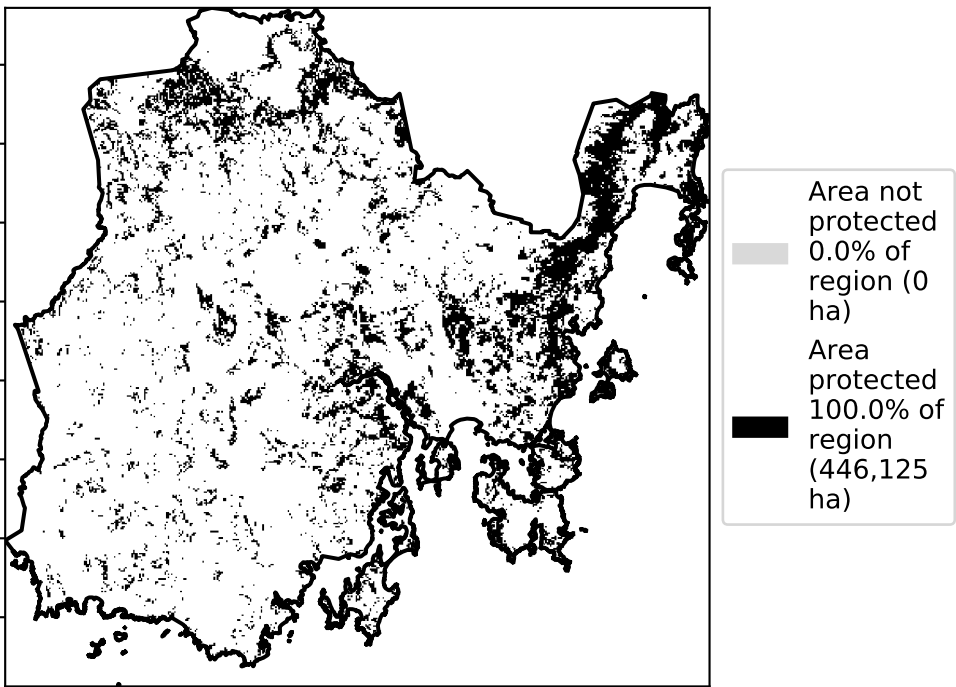 Area not
protected
0.0% of
region (0
ha)
Area
protected
100.0% of
region
(446,125
ha)